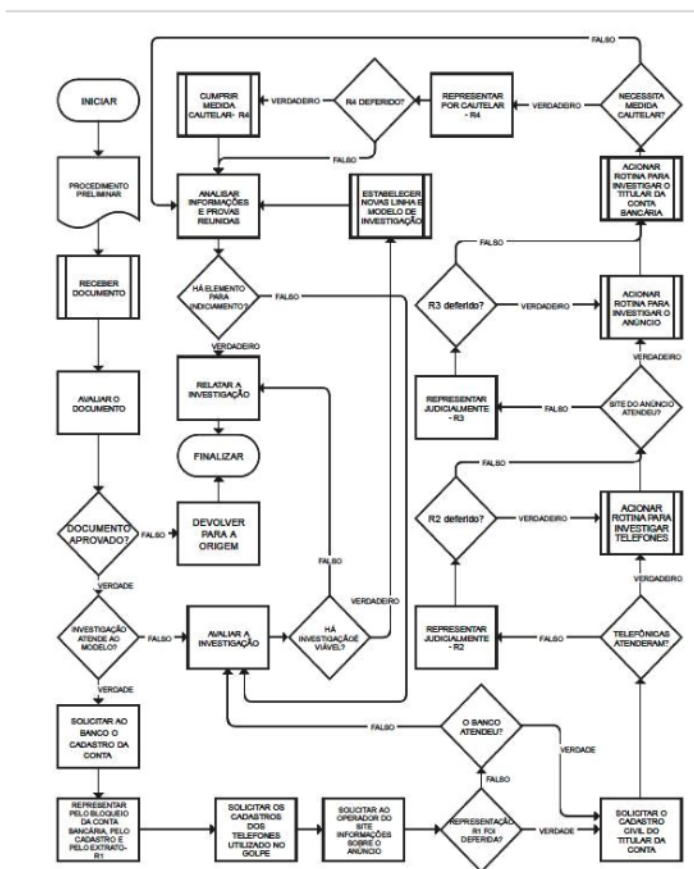 FALSO
INICIAR
CUMPRIR
MEDIDA
CAUTELAR- R4
VERDADEIRO
R4 DEFERIDO?
REPRESENTAR
POR CAUTELAR
- R4
VERDADEIRO
NECESSITA
MEDIDA
CAUTELAR?
FALSO
PROCEDIMENTO
PRELIMINAR
ANALISAR
INFORMAÇÕES
E PROVAS
REUNIDAS
ESTABELECER
NOVAS LINHA E
MODELO DE
INVESTIGAÇÃO
ACIONAR
ROTINA PARA
INVESTIGAR O
TITULAR DA
CONTA
BANCÁRIA
FALSO
RECEBER
DOCUMENTO
HÁ ELEMENTO
PARA
INDICIAMENTO?
FALSO
R3 deferido?
VERDADEIRO
ACIONAR
ROTINA PARA
INVESTIGAR O
ANÚNCIO
VERDADEIRO
VERDADEIRO
AVALIAR O
DOCUMENTO
RELATAR A
INVESTIGAÇÃO
REPRESENTAR
JUDICIALMENTE
- R3
FALSO
SITE DO ANÚNCIO
ATENDEU?
FINALIZAR
FALSO
DOCUMENTO
APROVADO?
FALSO
DEVOLVER
PARA A
ORIGEM
R2 deferido?
VERDADEIRO
ACIONAR
ROTINA PARA
INVESTIGAR
TELEFONES
FALSO
VERDADE
VERDADEIRO
VERDADEIRO
INVESTIGAÇÃO
ATENDE AO
MODELO?
FALSO
AVALIAR A
INVESTIGAÇÃO
HÁ
INVESTIGAÇÃOÉ
VIÁVEL?
REPRESENTAR
JUDICIALMENTE
- R2
FALSO
TELEFÔNICAS
ATENDERAM?
VERDADE
SOLICITAR AO
BANCO O
CADASTRO DA
CONTA
FALSO
O BANCO
ATENDEU?
VERDADE
FALSO
REPRESENTAR
PELO BLOQUEIO
DA CONTA
BANCÁRIA, PELO
CADASTRO E
PELO EXTRATO-
R1
SOLICITAR OS
CADASTROS
DOS
TELEFONES
UTILIZADO NO
GOLPE
SOLICITAR AO
OPERADOR DO
SITE
INFORMAÇÕES
SOBRE O
ANÚNCIO
REPRESENTAÇÃO
R1 FOI
DEFERIDA?
VERDADE
SOLICITAR O
CADASTRO
CIVIL DO
TITULAR DA
CONTA